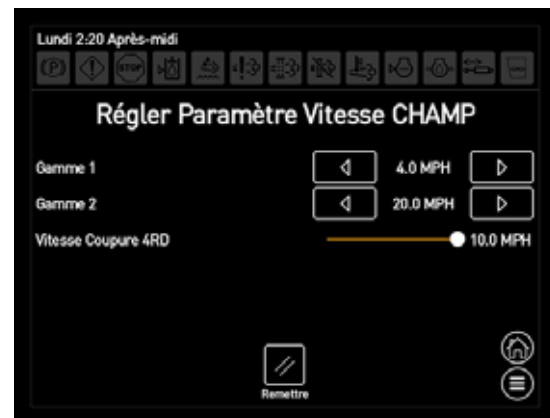 Lundi 2:20 Après-midi
(P) STOP
Régler Paramètre Vitesse CHAMP
Gamme 1 4.0 MPH
Gamme 2 20.0 MPH
Vitesse Coupure 4RD 10.0 MPH
Remettre